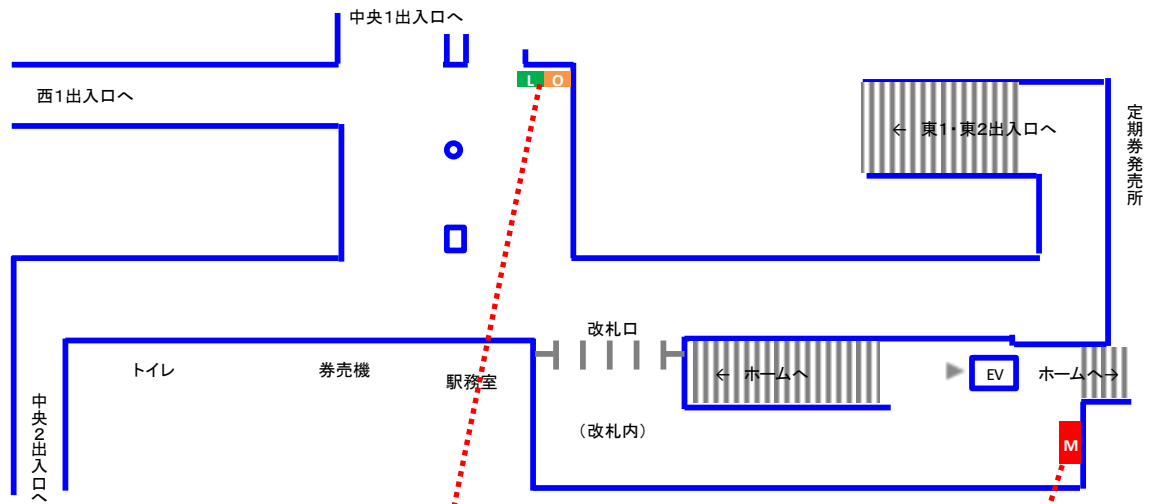 中央1出入口へ
L O
西1出入口へ
← 東1・東2出入口へ
定期券発売所
改札口
トイレ
券売機
駅務室
← ホームへ
EV
ホームへ→
中央2出入口へ
(改札内)
M